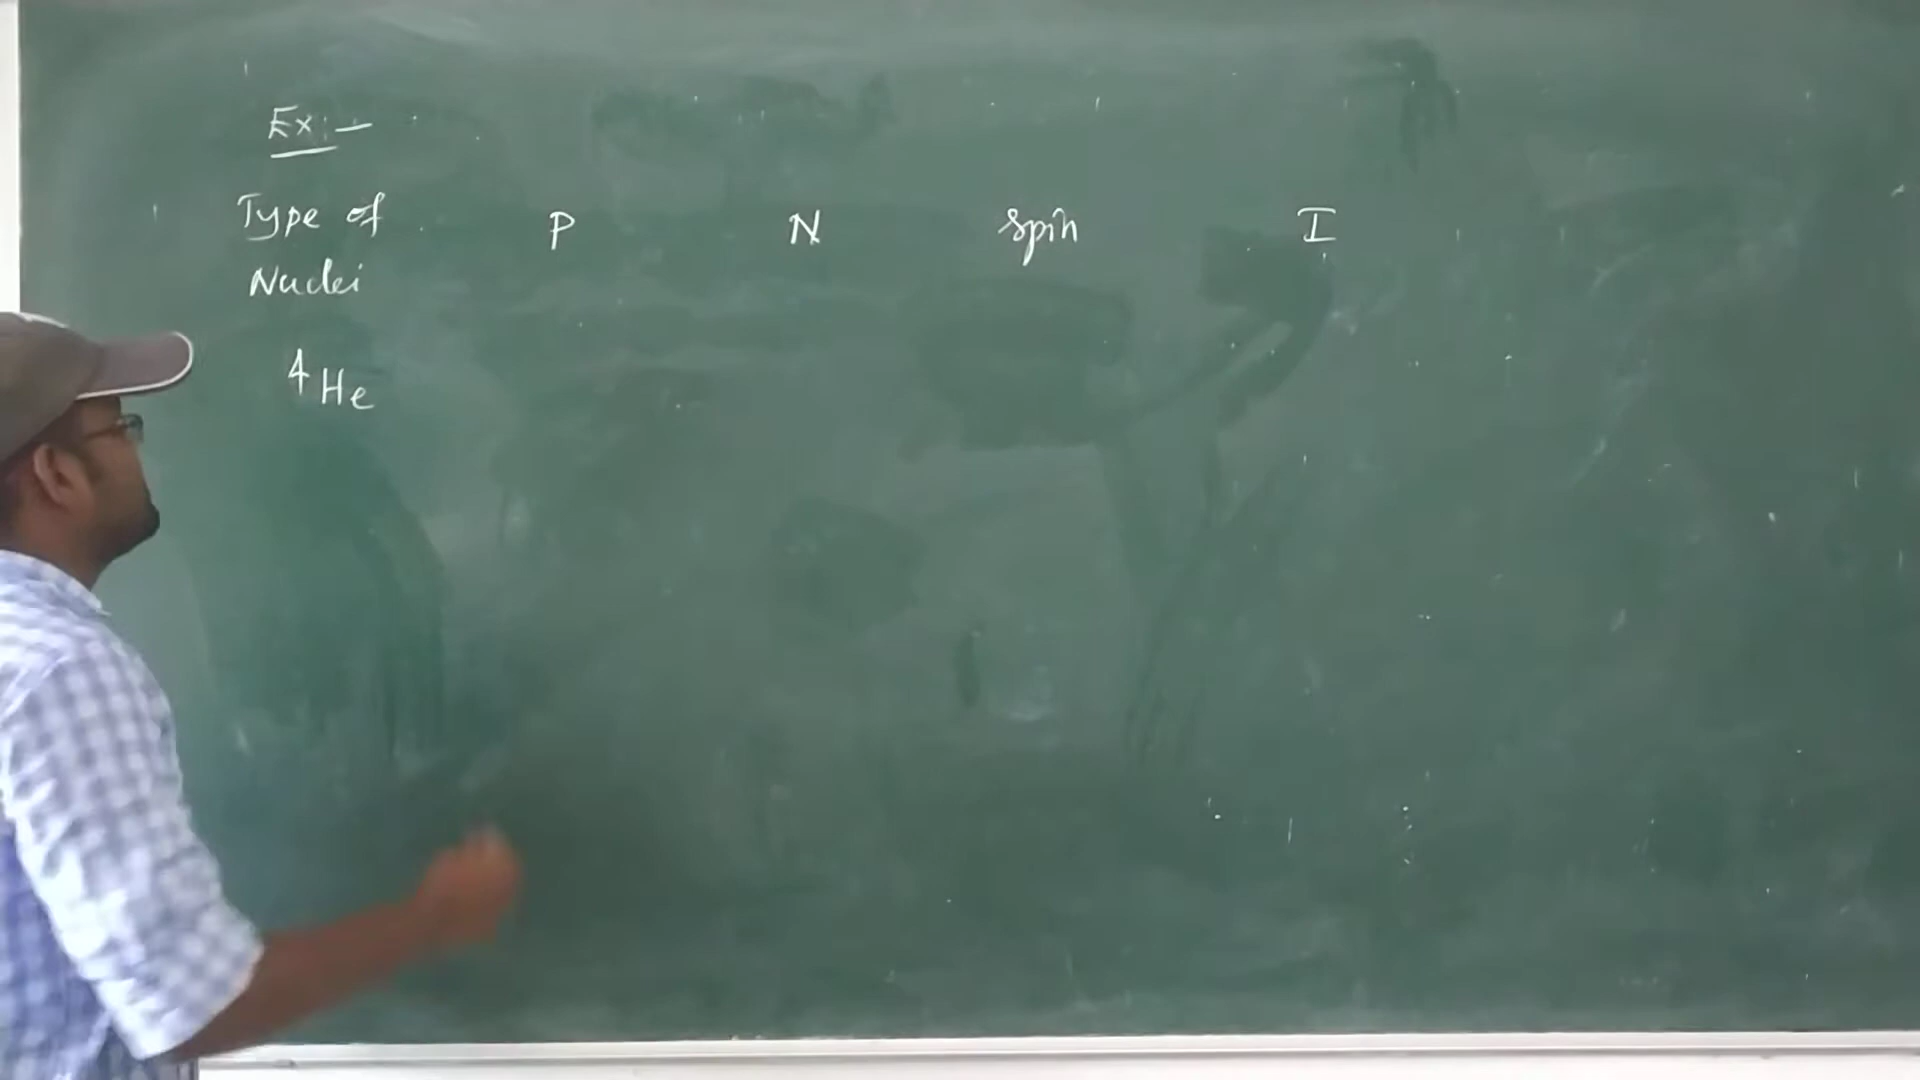 Ex:-
Type of Nuclei P N Spin I
⁴He